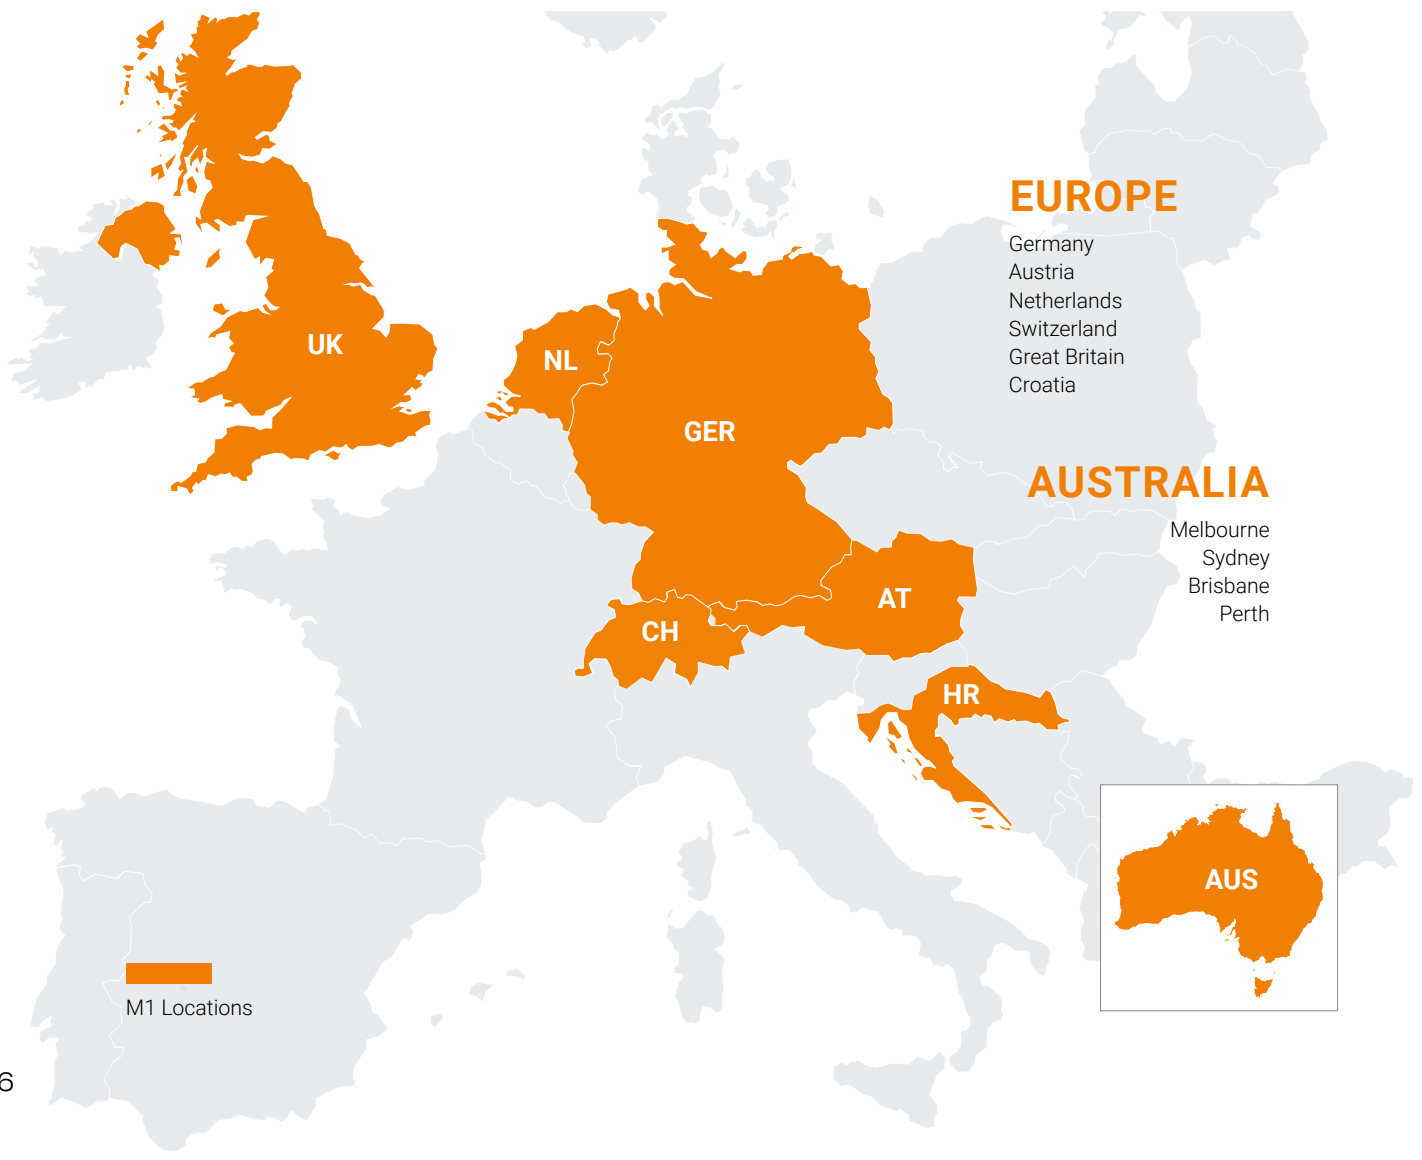 EUROPE
Germany
Austria
Netherlands
Switzerland
Great Britain
Croatia
AUSTRALIA
Melbourne
Sydney
Brisbane
Perth
UK
NL
GER
AT
CH
HR
AUS
M1 Locations
6